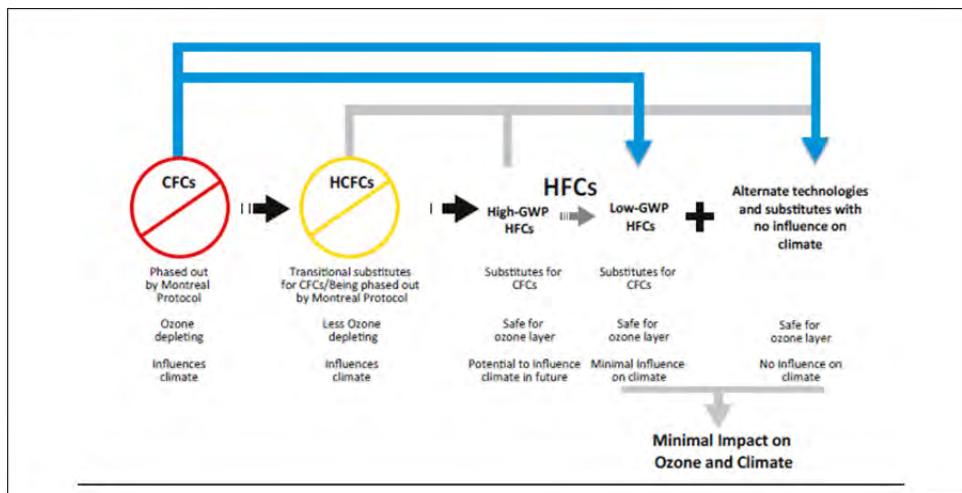 CFCs
HCFCs
HFCs
High-GWP
HFCs
Low-GWP
HFCs
Alternate technologies
and substitutes with
no influence on
climate
Phased out
by Montreal
Protocol
Ozone
depleting
Influences
climate
Transitional substitutes
for CFCs/Being phased out
by Montreal Protocol
Less Ozone
depleting
Influences
climate
Substitutes for
CFCs
Safe for
ozone layer
Potential to influence
climate in future
Substitutes for
CFCs
Safe for
ozone layer
Minimal Influence
on climate
Safe for
ozone layer
No influence on
climate
Minimal Impact on
Ozone and Climate